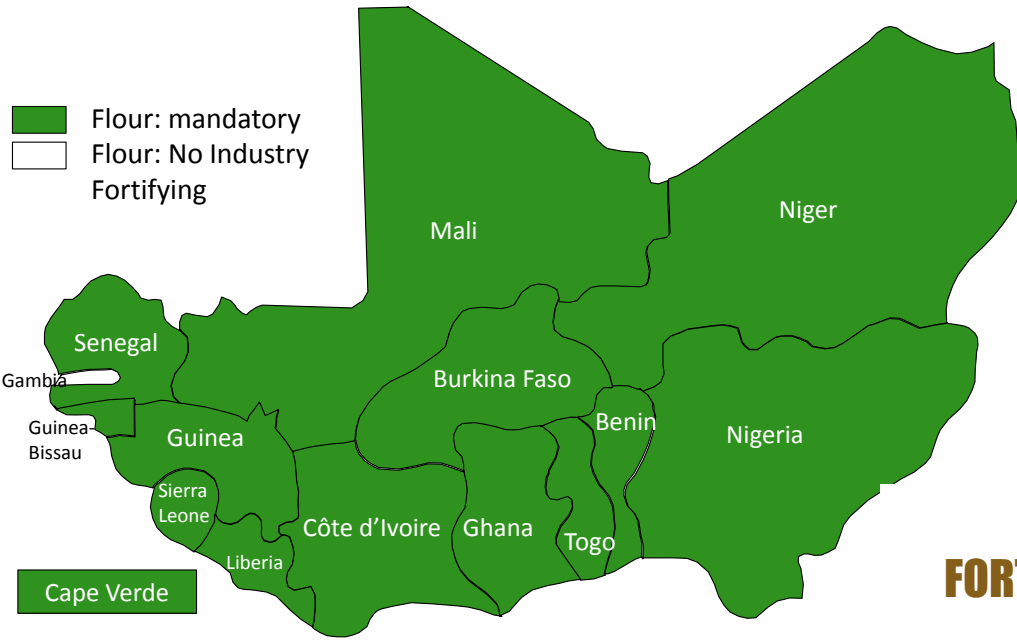 Flour: mandatory
Flour: No Industry
Fortifying
Mali
Niger
Senegal
Gambia
Burkina Faso
Benin
Guinea-
Bissau
Guinea
Nigeria
Sierra
Leone
Côte d’Ivoire
Ghana
Togo
Liberia
Cape Verde
FORT